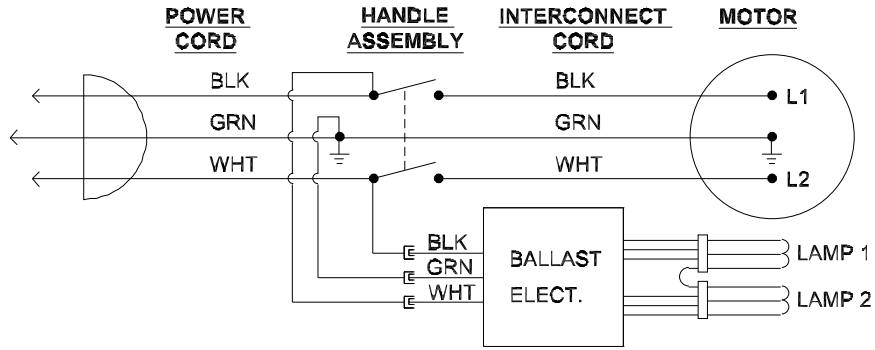 POWER CORD
HANDLE ASSEMBLY
INTERCONNECT CORD
MOTOR
BLK
BLK
L1
GRN
GRN
WHT
WHT
L2
BLK
GRN
WHT
BALLAST
ELECT.
LAMP 1
LAMP 2